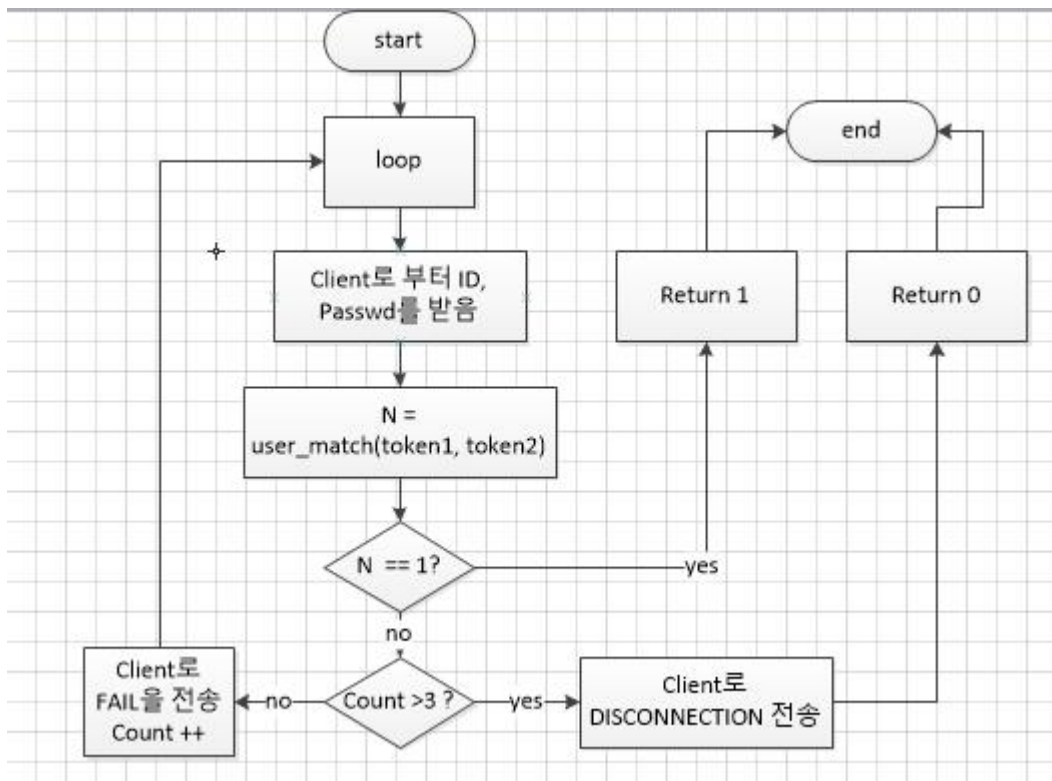 start
end
loop
Client로 부터 ID,
Passwd를 받음
Return 1
Return 0
N =
user_match(token1, token2)
N == 1?
yes
no
Client로
FAIL을 전송
Count ++
no
Count >3 ?
yes
Client로
DISCONNECTION 전송